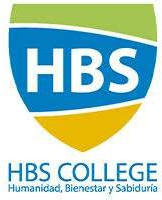 HBS
HBS COLLEGE
Humanidad, Bienestar y Sabiduría